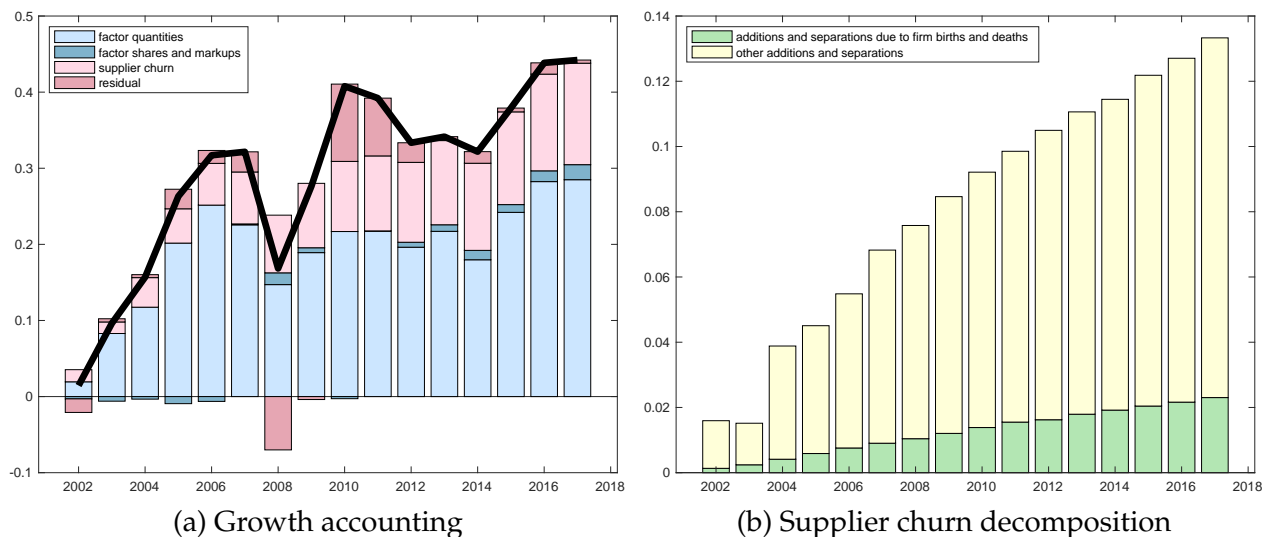 0.5
0.4
0.3
0.2
0.1
0
-0.1
factor quantities
factor shares and markups
supplier churn
residual
2002 2004 2006 2008 2010 2012 2014 2016 2018
(a) Growth accounting
0.14
0.12
0.1
0.08
0.06
0.04
0.02
0
additions and separations due to firm births and deaths
other additions and separations
2002 2004 2006 2008 2010 2012 2014 2016 2018
(b) Supplier churn decomposition